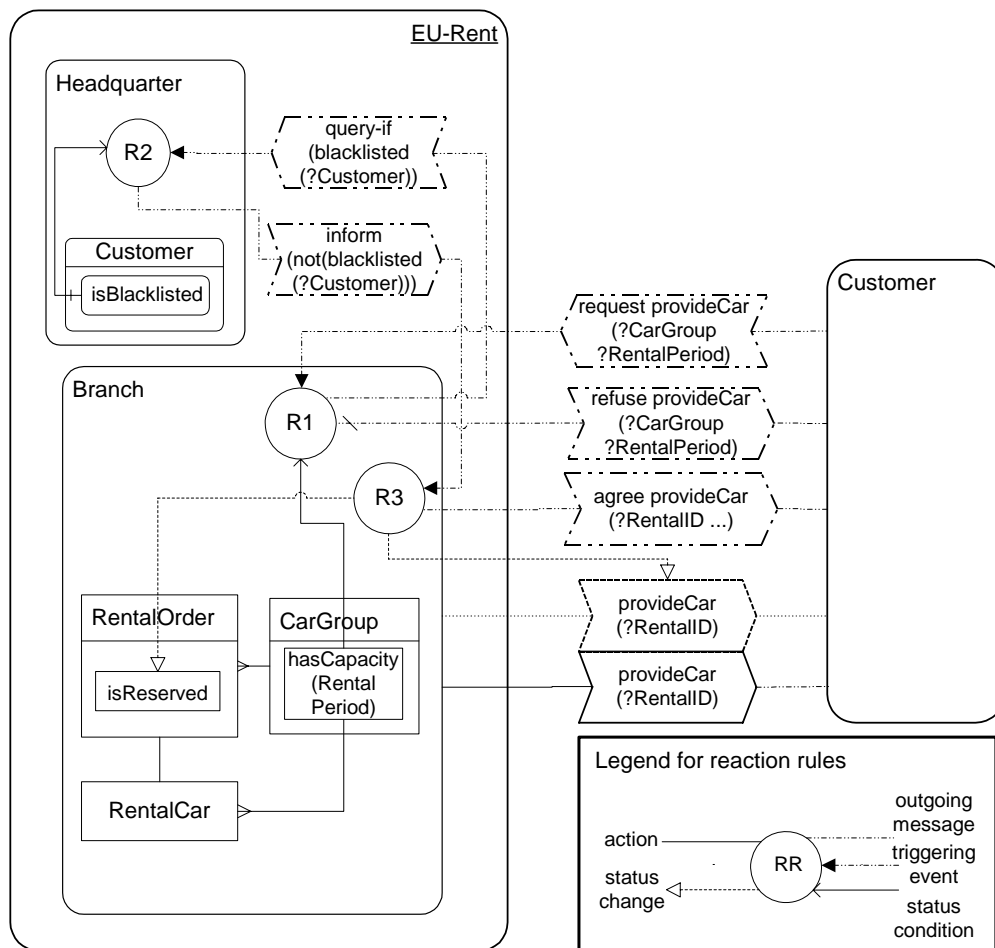 EU-Rent
Headquarter
R2
query-if
(blacklisted
(?Customer))
inform
(not(blacklisted
(?Customer)))
Customer
isBlacklisted
Customer
request provideCar
(?CarGroup
?RentalPeriod)
Branch
R1
refuse provideCar
(?CarGroup
?RentalPeriod)
R3
agree provideCar
(?RentalID ...)
RentalOrder
isReserved
CarGroup
hasCapacity
(Rental
Period)
provideCar
(?RentalID)
provideCar
(?RentalID)
RentalCar
Legend for reaction rules
action
status
change
RR
outgoing
message
triggering
event
status
condition